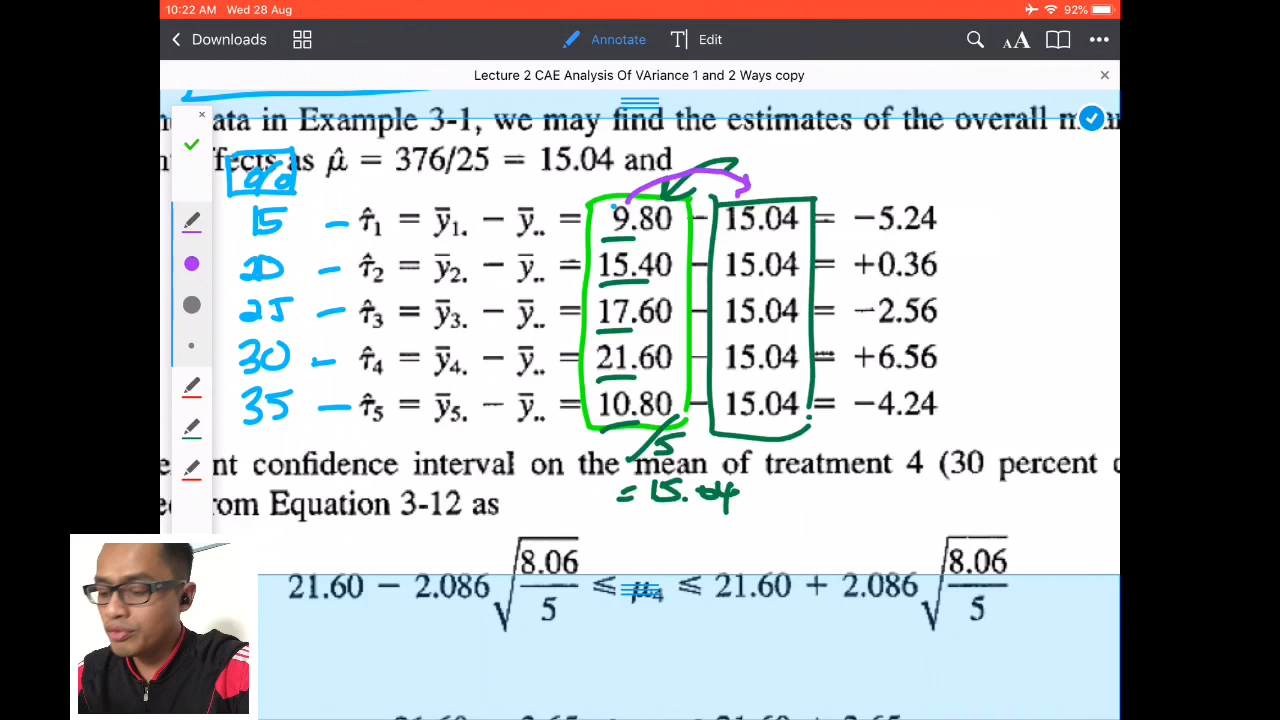 10:22 AM Wed 28 Aug 92%
Downloads Annotate Edit AA
Lecture 2 CAE Analysis Of VAriance 1 and 2 Ways copy
ata in Example 3-1, we may find the estimates of the overall
ffects as μ̂ = 376/25 = 15.04 and
15 – τ̂1 = ȳ1. − ȳ.. = 9.80 − 15.04 = −5.24
20 – τ̂2 = ȳ2. − ȳ.. = 15.40 − 15.04 = +0.36
25 – τ̂3 = ȳ3. − ȳ.. = 17.60 − 15.04 = −2.56
30 – τ̂4 = ȳ4. − ȳ.. = 21.60 − 15.04 = +6.56
35 – τ̂5 = ȳ5. − ȳ.. = 10.80 − 15.04 = −4.24
/5
nt confidence interval on the mean of treatment 4 (30 percent
= 15.04
rom Equation 3-12 as
21.60 − 2.086 √(8.06/5) ≤ μ4 ≤ 21.60 + 2.086 √(8.06/5)